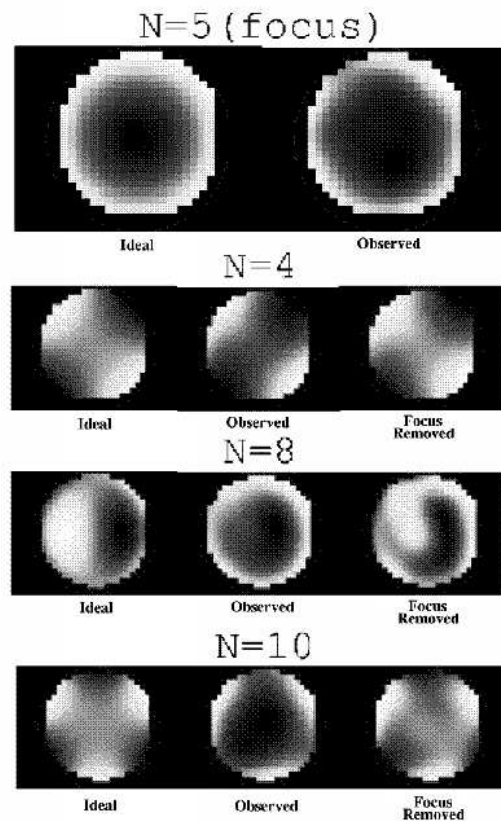 N=5(focus)
Ideal Observed
N=4
Ideal Observed Focus
Removed
N=8
Ideal Observed Focus
Removed
N=10
Ideal Observed Focus
Removed